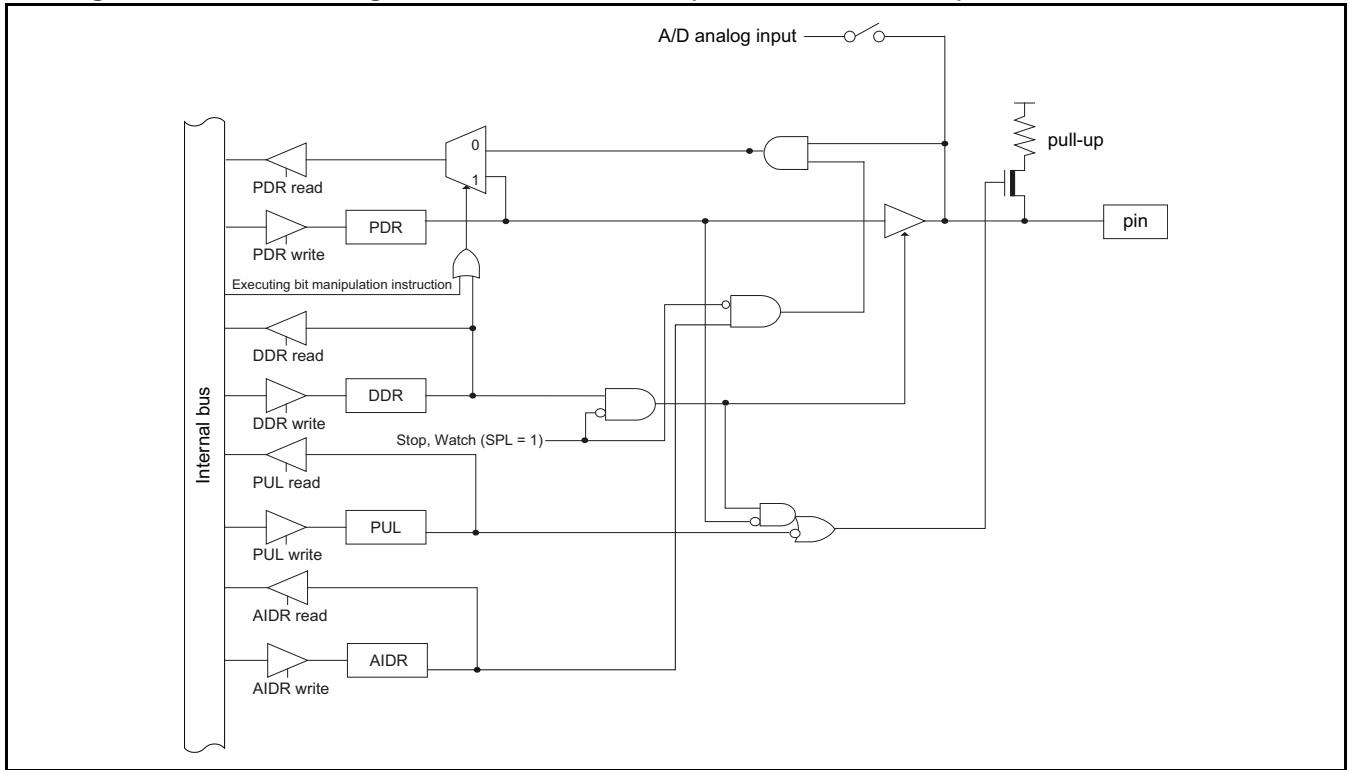 A/D analog input
pull-up
0
1
PDR read
PDR
pin
PDR write
Executing bit manipulation instruction
DDR read
DDR
DDR write
Stop, Watch (SPL = 1)
Internal bus
PUL read
PUL
PUL write
AIDR read
AIDR
AIDR write